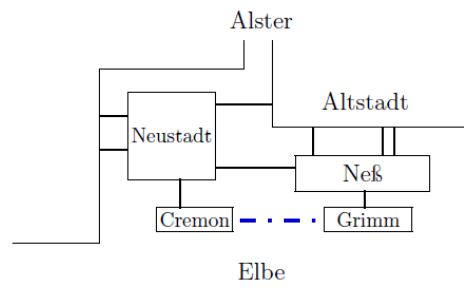 Alster
Altstadt
Neustadt
Neß
Cremon
Grimm
Elbe